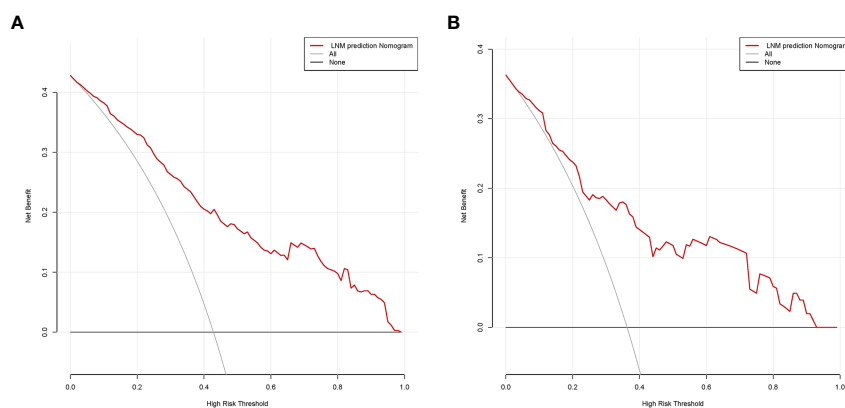 A
LNM prediction Nomogram
All
None
Net Benefit
0.4
0.3
0.2
0.1
0.0
0.0 0.2 0.4 0.6 0.8 1.0
High Risk Threshold
B
LNM prediction Nomogram
All
None
Net Benefit
0.4
0.3
0.2
0.1
0.0
0.0 0.2 0.4 0.6 0.8 1.0
High Risk Threshold